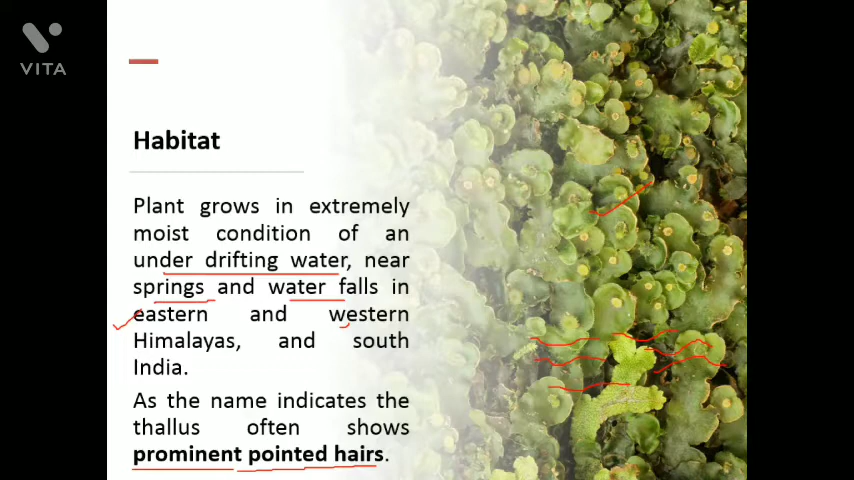 VITA
Habitat
Plant grows in extremely
moist condition of an
under drifting water, near
springs and water falls in
eastern and western
Himalayas, and south
India.
As the name indicates the
thallus often shows
prominent pointed hairs.